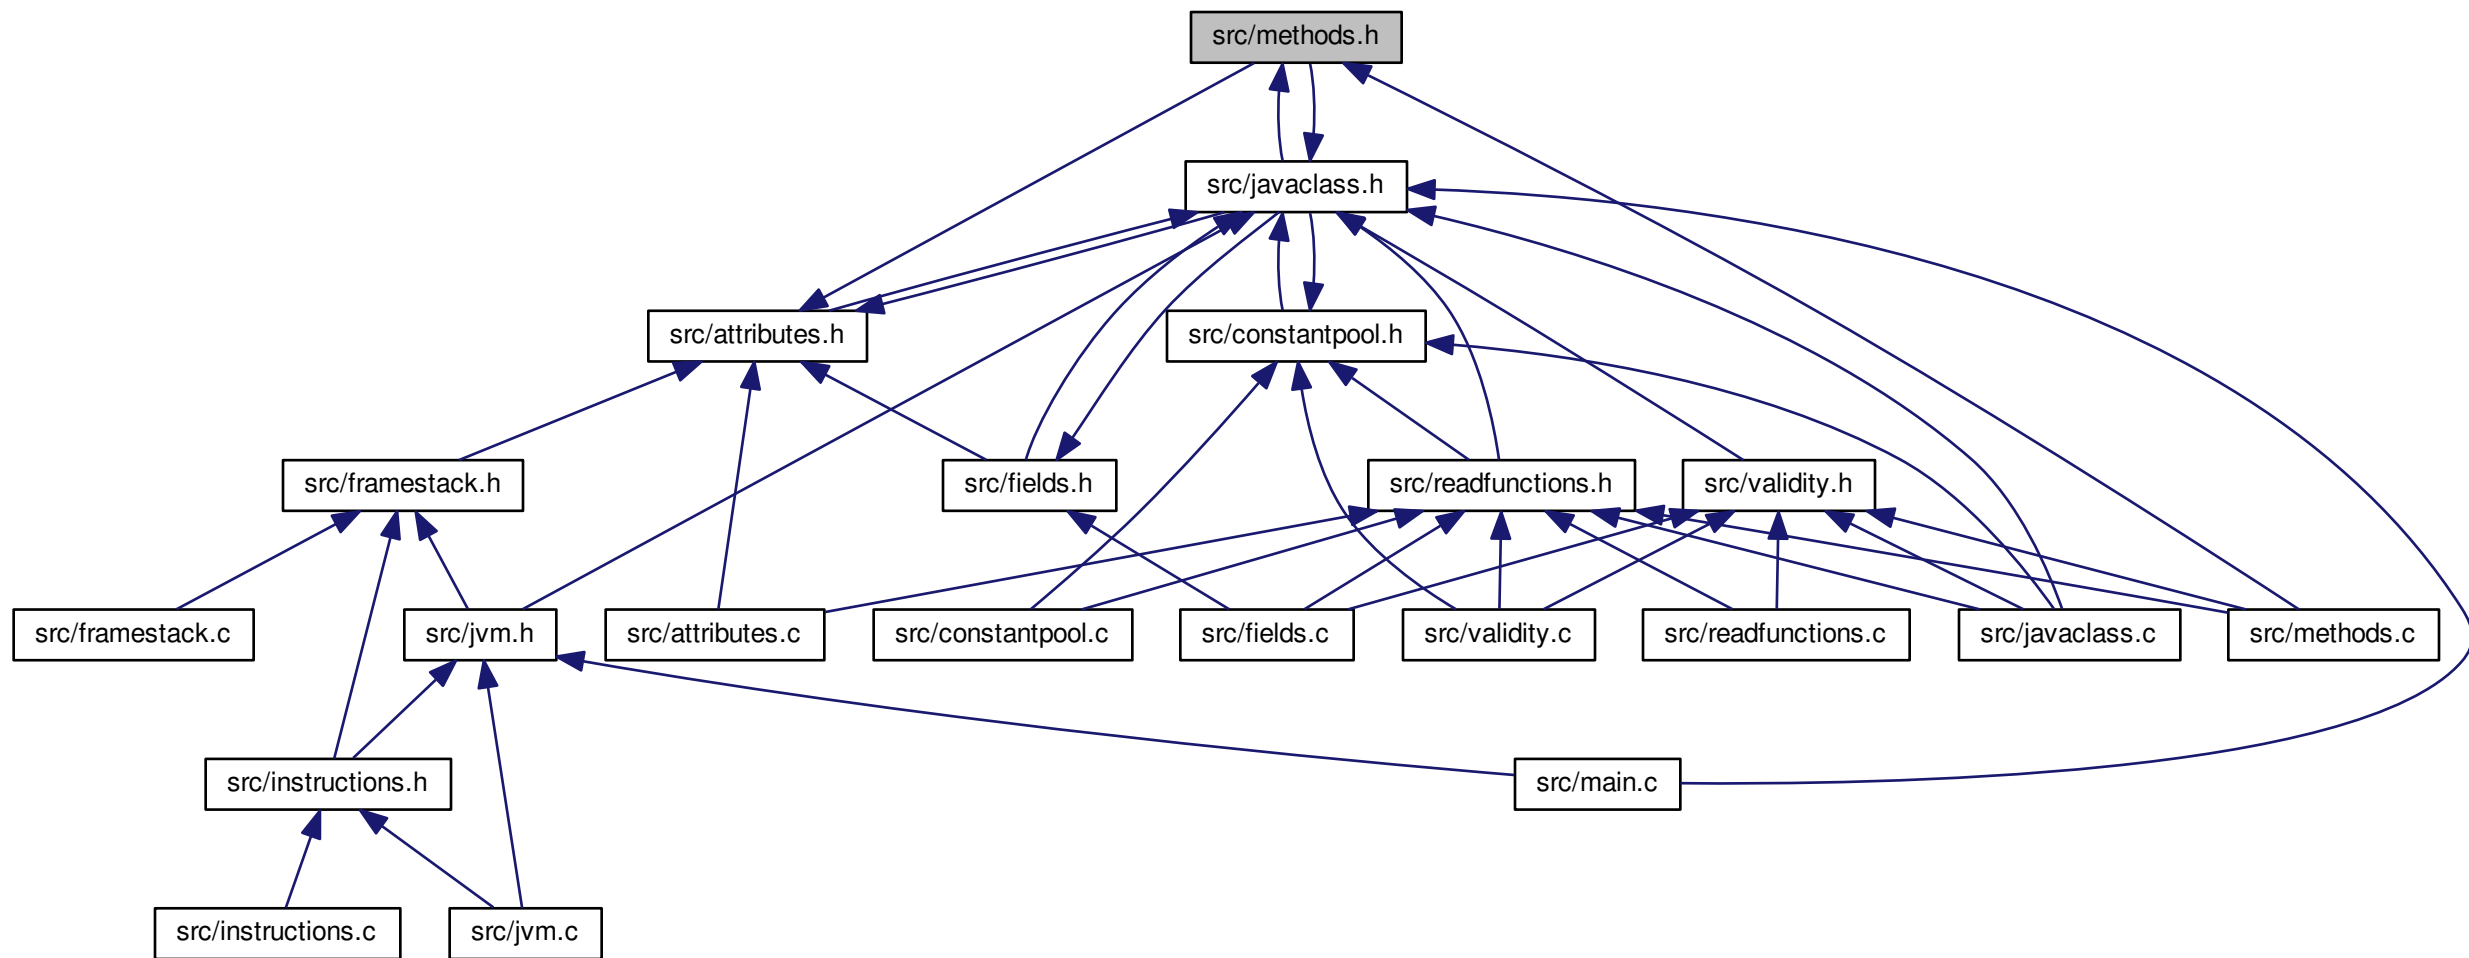 src/methods.h
src/javaclass.h
src/attributes.h
src/constantpool.h
src/framestack.h
src/fields.h
src/readfunctions.h
src/validity.h
src/framestack.c
src/jvm.h
src/attributes.c
src/constantpool.c
src/fields.c
src/validity.c
src/readfunctions.c
src/javaclass.c
src/methods.c
src/instructions.h
src/main.c
src/instructions.c
src/jvm.c